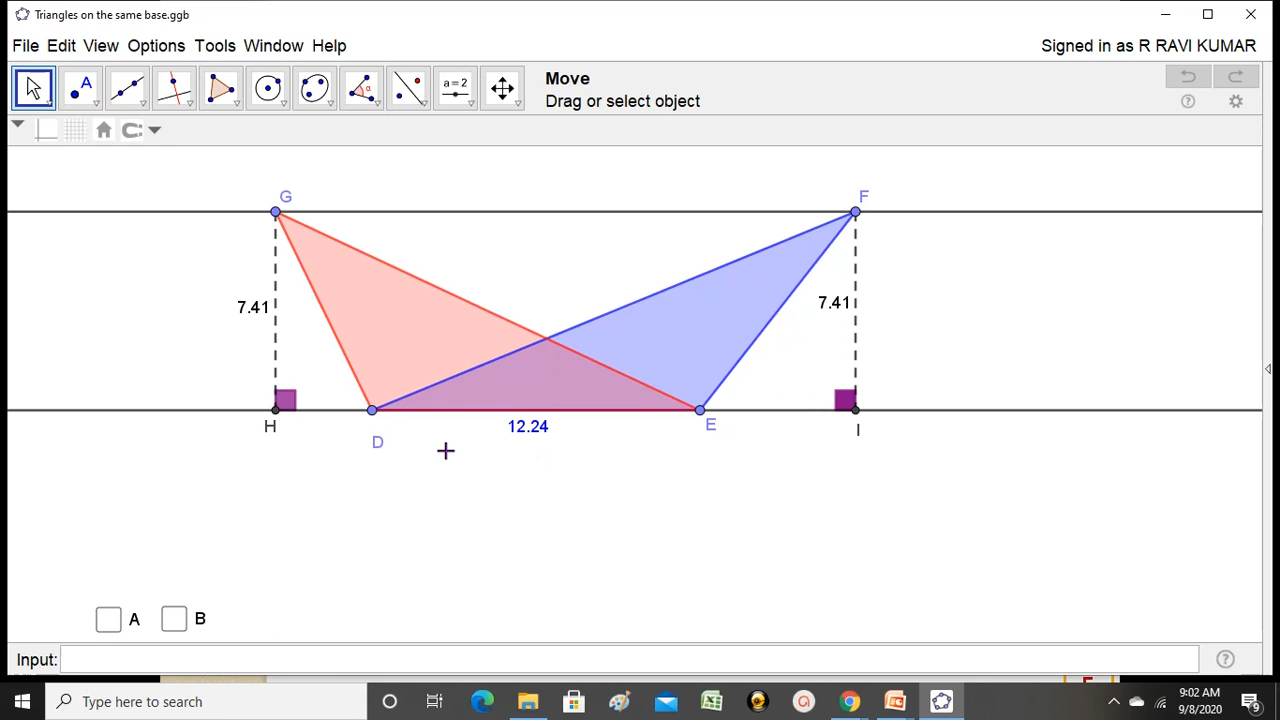 Triangles on the same base.ggb
File Edit View Options Tools Window Help
Signed in as R RAVI KUMAR
A
α
a=2
Move
Drag or select object
G
F
7.41
7.41
H
D
12.24
E
I
A
B
Input:
Type here to search
9:02 AM
9/8/2020
9